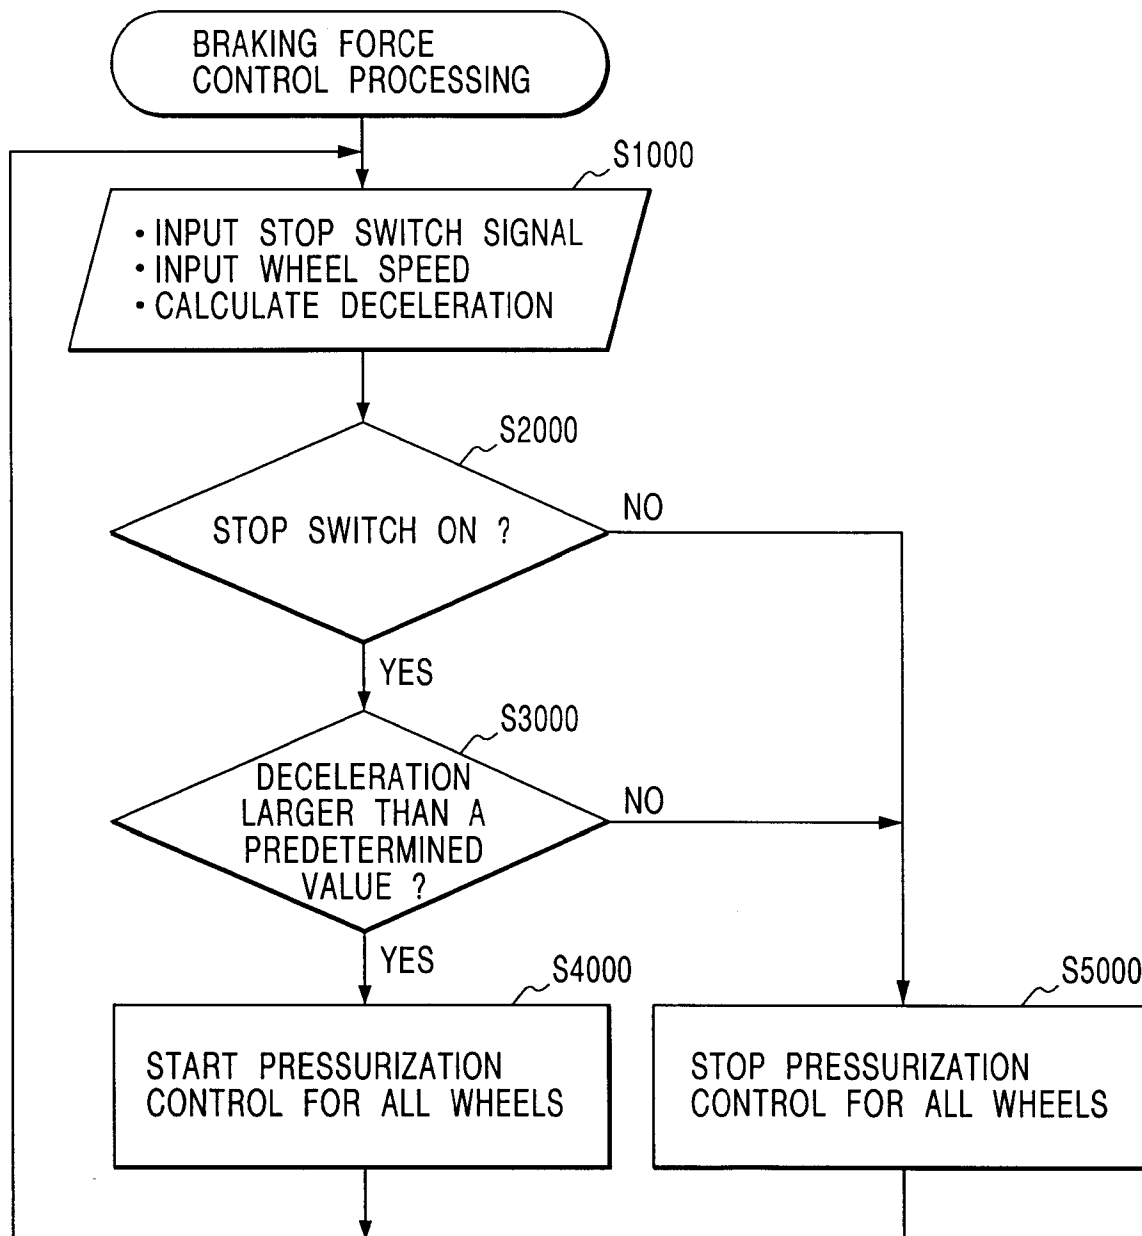 BRAKING FORCE
CONTROL PROCESSING
S1000
• INPUT STOP SWITCH SIGNAL
• INPUT WHEEL SPEED
• CALCULATE DECELERATION
S2000
STOP SWITCH ON ?
NO
YES
S3000
DECELERATION
LARGER THAN A
PREDETERMINED
VALUE ?
NO
YES
S4000
START PRESSURIZATION
CONTROL FOR ALL WHEELS
S5000
STOP PRESSURIZATION
CONTROL FOR ALL WHEELS